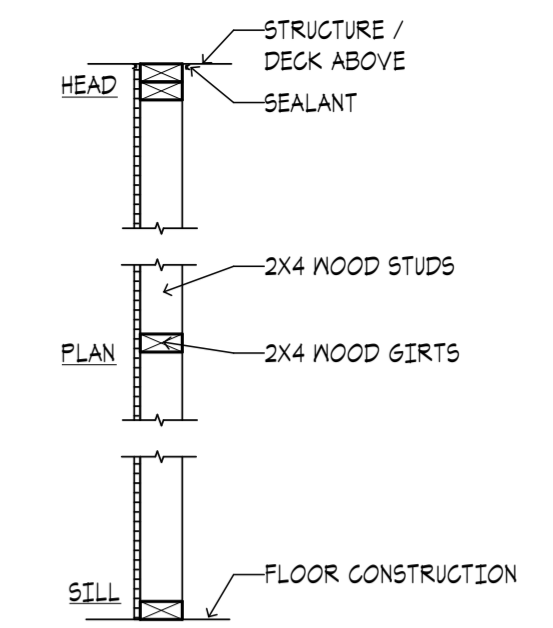 STRUCTURE /
DECK ABOVE
HEAD
SEALANT
2X4 WOOD STUDS
PLAN
2X4 WOOD GIRTS
FLOOR CONSTRUCTION
SILL